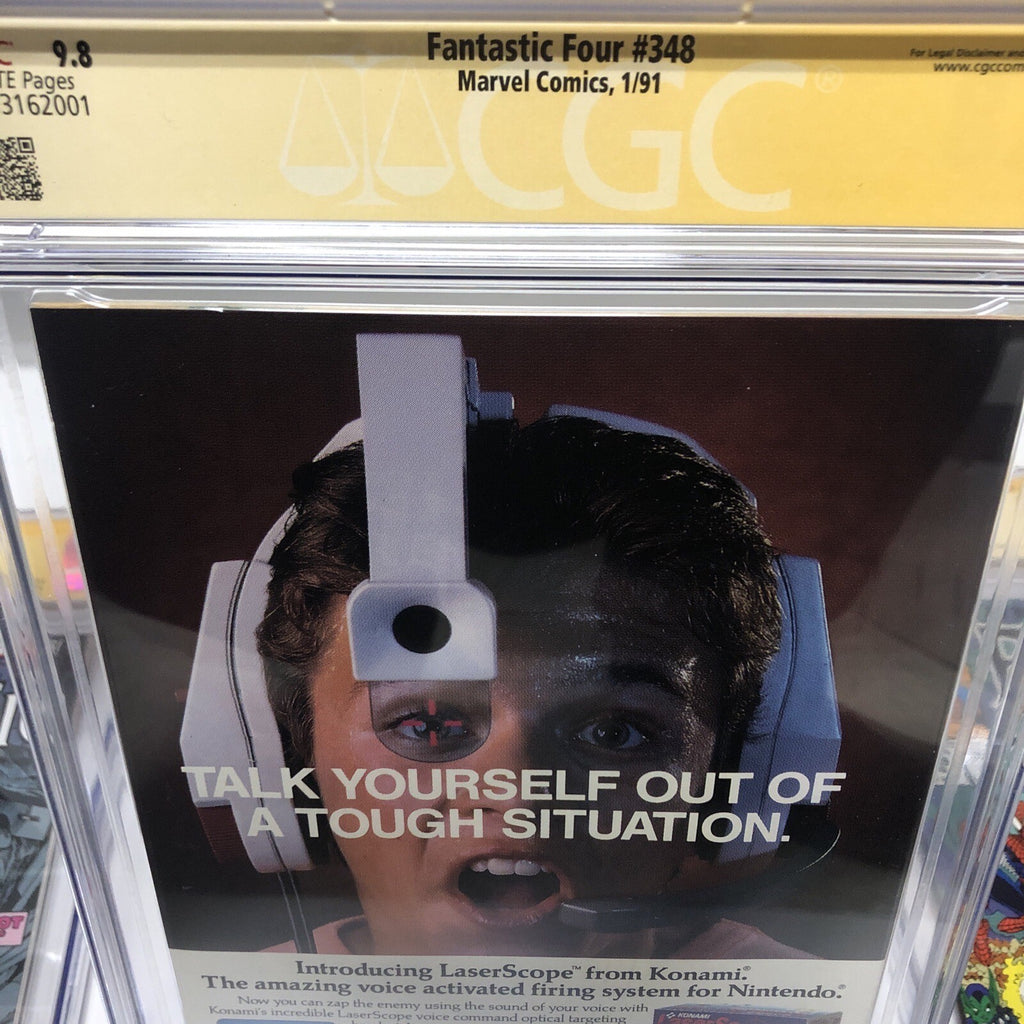 9.8
Fantastic Four #348
For Legal Disclaimer and
TE Pages
Marvel Comics, 1/91
www.cgccom
3162001
CGC®
TALK YOURSELF OUT OF
A TOUGH SITUATION.
Introducing LaserScope™ from Konami.®
The amazing voice activated firing system for Nintendo.®
Now you can zap the enemy using the sound of your voice with
Konami's incredible LaserScope voice command optical targeting
KONAMI